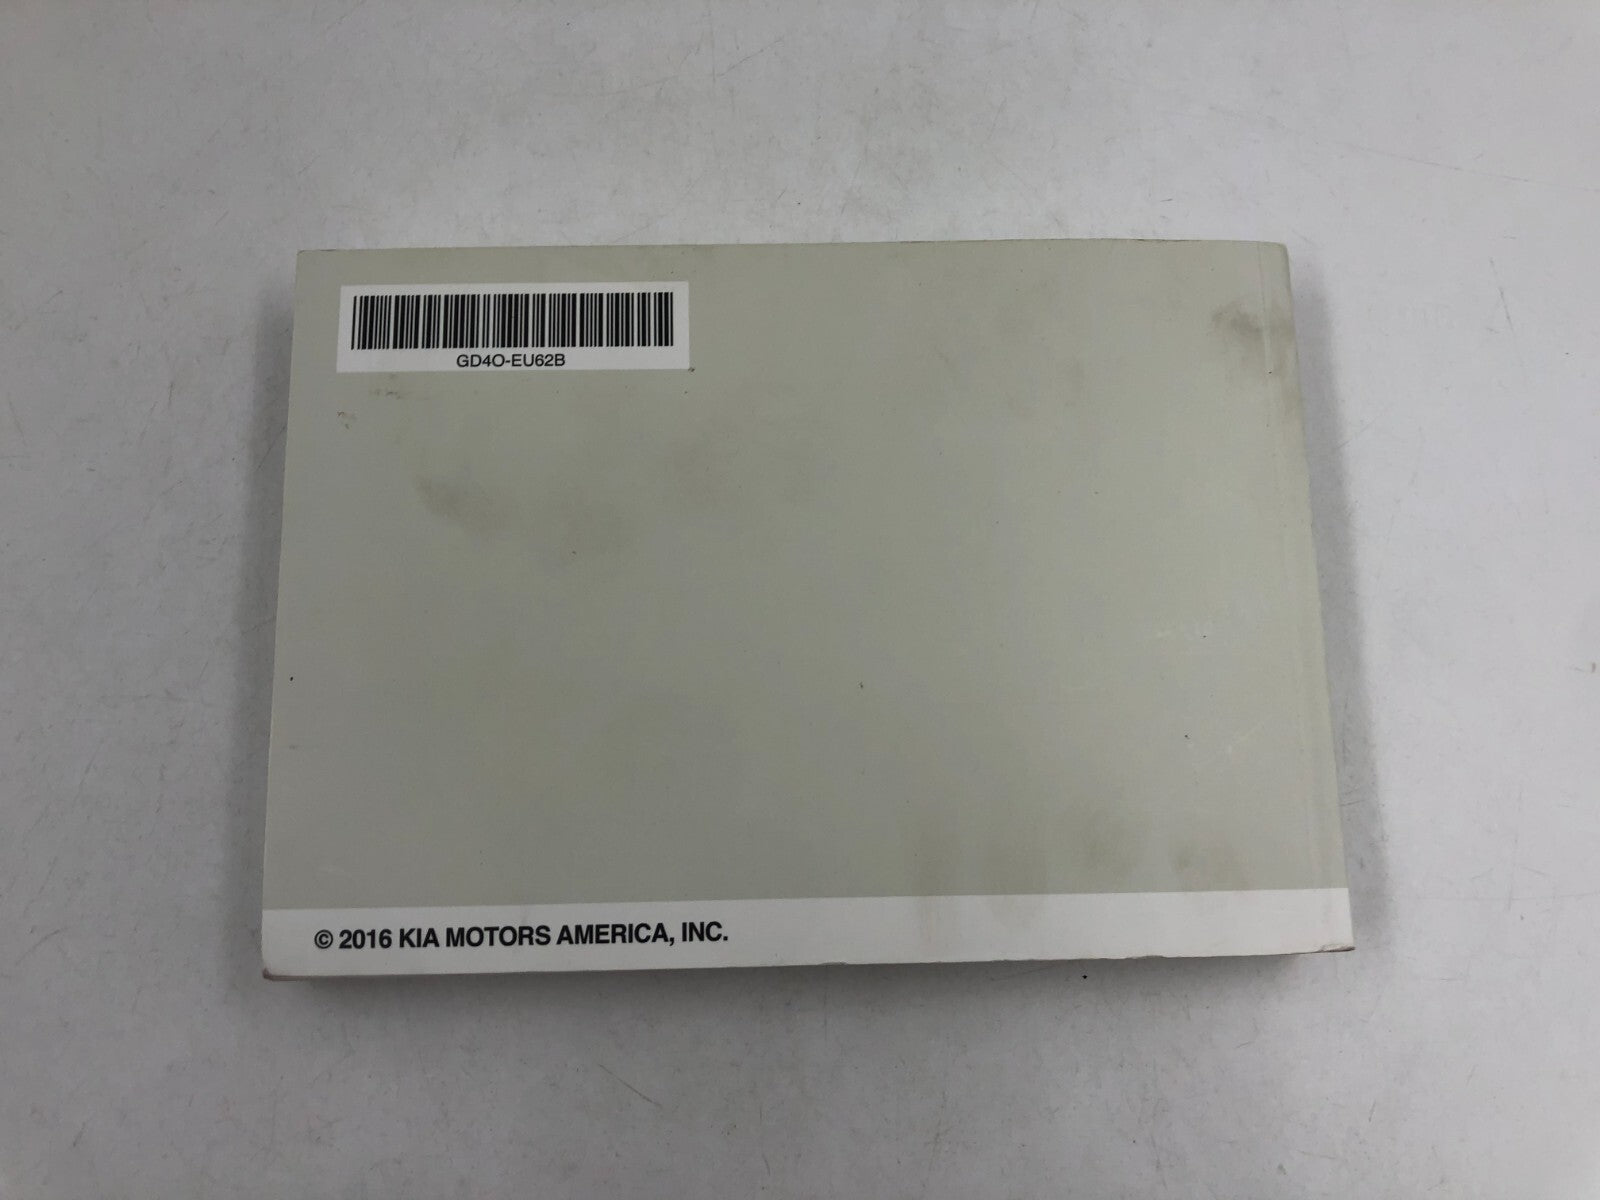 GD4O-EU62B
© 2016 KIA MOTORS AMERICA, INC.